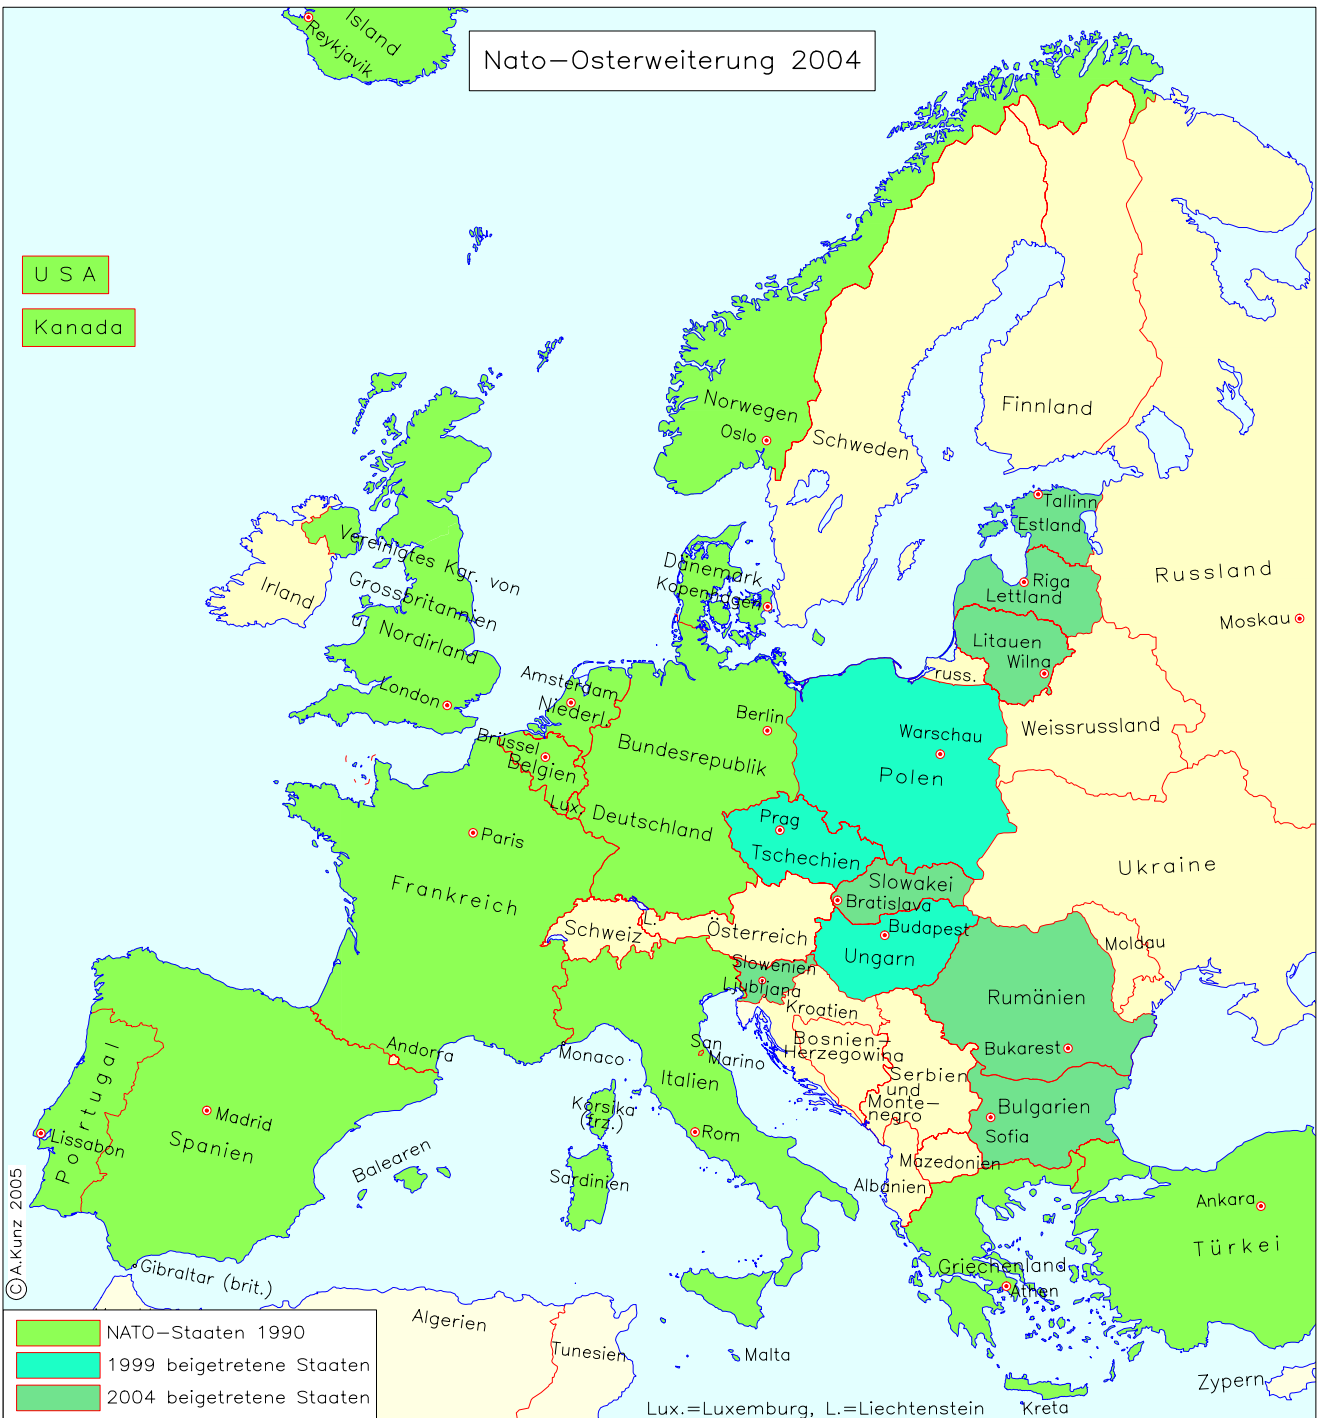 Island
Reykjavik
Nato-Osterweiterung 2004
USA
Kanada
Norwegen
Oslo
Schweden
Finnland
Tallinn
Estland
Riga
Lettland
Russland
Moskau
Litauen
Wilna
russ.
Irland
Vereinigtes Kgr. von
Grossbritannien
u.
Nordirland
London
Dänemark
Kopenhagen
Amsterdam
Niederl.
Brüssel
Belgien
Lux.
Berlin
Bundesrepublik
Deutschland
Warschau
Polen
Weissrussland
Ukraine
Prag
Tschechien
Slowakei
Bratislava
Paris
Frankreich
Schweiz
L.
Österreich
Budapest
Ungarn
Moldau
Slowenien
Ljubljana
Kroatien
Rumänien
Bukarest
Bosnien-
Herzegowina
Serbien
und
Monte-
negro
Bulgarien
Sofia
Mazedonien
Albanien
Andorra
Monaco
San
Marino
Italien
Korsika
(frz.)
Rom
Sardinien
Portugal
Lissabon
Madrid
Spanien
Balearen
Gibraltar (brit.)
Ankara
Türkei
Griechenland
Athen
Algerien
Tunesien
Malta
Zypern
Kreta
©A.Kunz 2005
NATO-Staaten 1990
1999 beigetretene Staaten
2004 beigetretene Staaten
Lux.=Luxemburg, L.=Liechtenstein